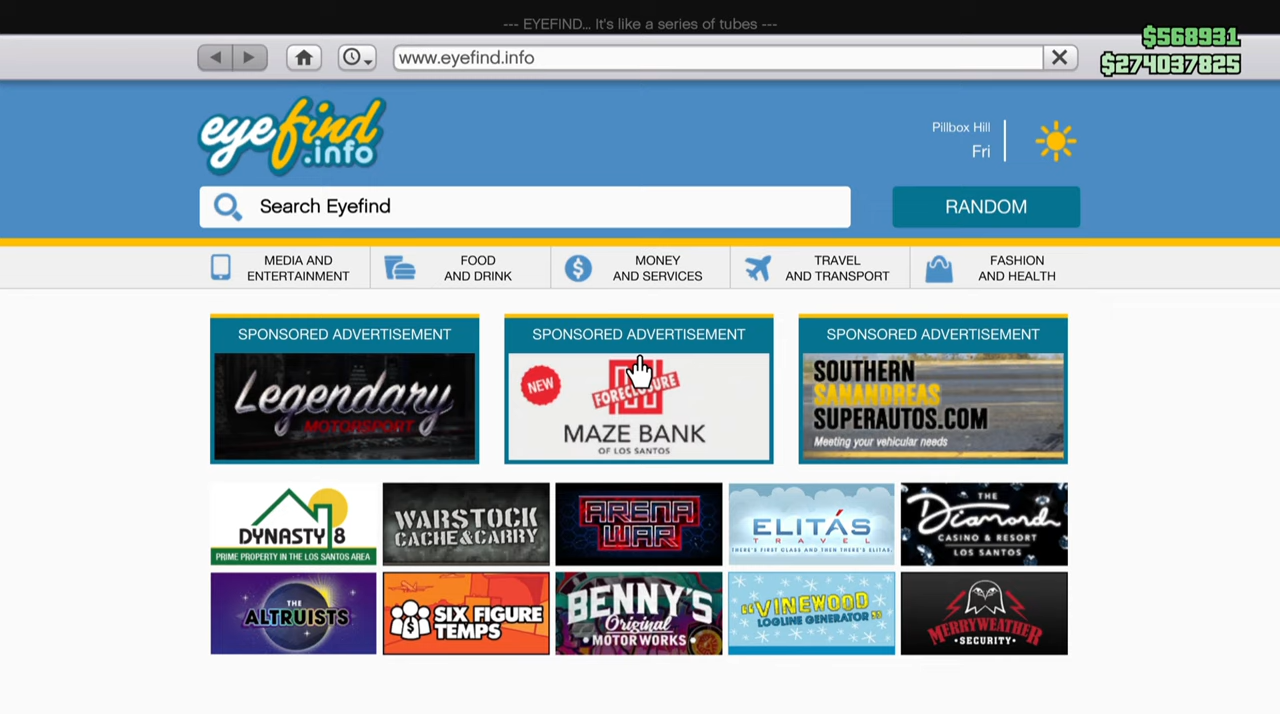 --- EYEFIND... It's like a series of tubes ---
$568931
$274037825
www.eyefind.info
eyefind
.info
Pillbox Hill
Fri
Search Eyefind
RANDOM
MEDIA AND
ENTERTAINMENT
FOOD
AND DRINK
MONEY
AND SERVICES
TRAVEL
AND TRANSPORT
FASHION
AND HEALTH
SPONSORED ADVERTISEMENT
Legendary
MOTORSPORT
SPONSORED ADVERTISEMENT
NEW
FORECLOSURE
MAZE BANK
OF LOS SANTOS
SPONSORED ADVERTISEMENT
SOUTHERN
SANANDREAS
SUPERAUTOS.COM
Meeting your vehicular needs
DYNASTY 8
PRIME PROPERTY IN THE LOS SANTOS AREA
WARSTOCK
CACHE&CARRY
ARENA
WAR
ELITÁS
TRAVEL
THERE'S FIRST CLASS AND THEN THERE'S ELITAS.
THE
Diamond
CASINO & RESORT
LOS SANTOS
THE
ALTRUISTS
SIX FIGURE
TEMPS
BENNY'S
Original
MOTOR WORKS
"VINEWOOD
LOGLINE GENERATOR"
MERRYWEATHER
SECURITY